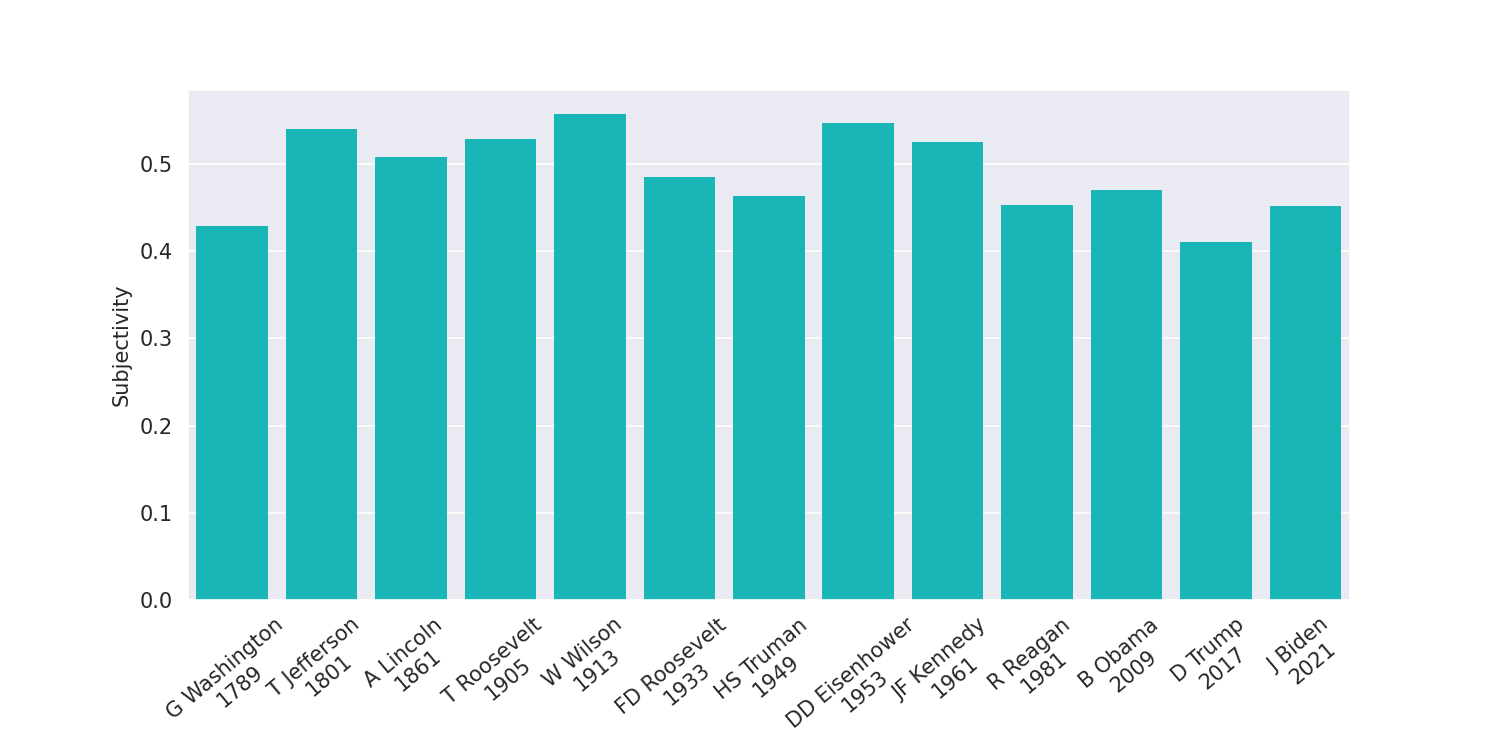 Subjectivity
0.5
0.4
0.3
0.2
0.1
0.0
G Washington
1789
T Jefferson
1801
A Lincoln
1861
T Roosevelt
1905
W Wilson
1913
FD Roosevelt
1933
HS Truman
1949
DD Eisenhower
1953
JF Kennedy
1961
R Reagan
1981
B Obama
2009
D Trump
2017
J Biden
2021